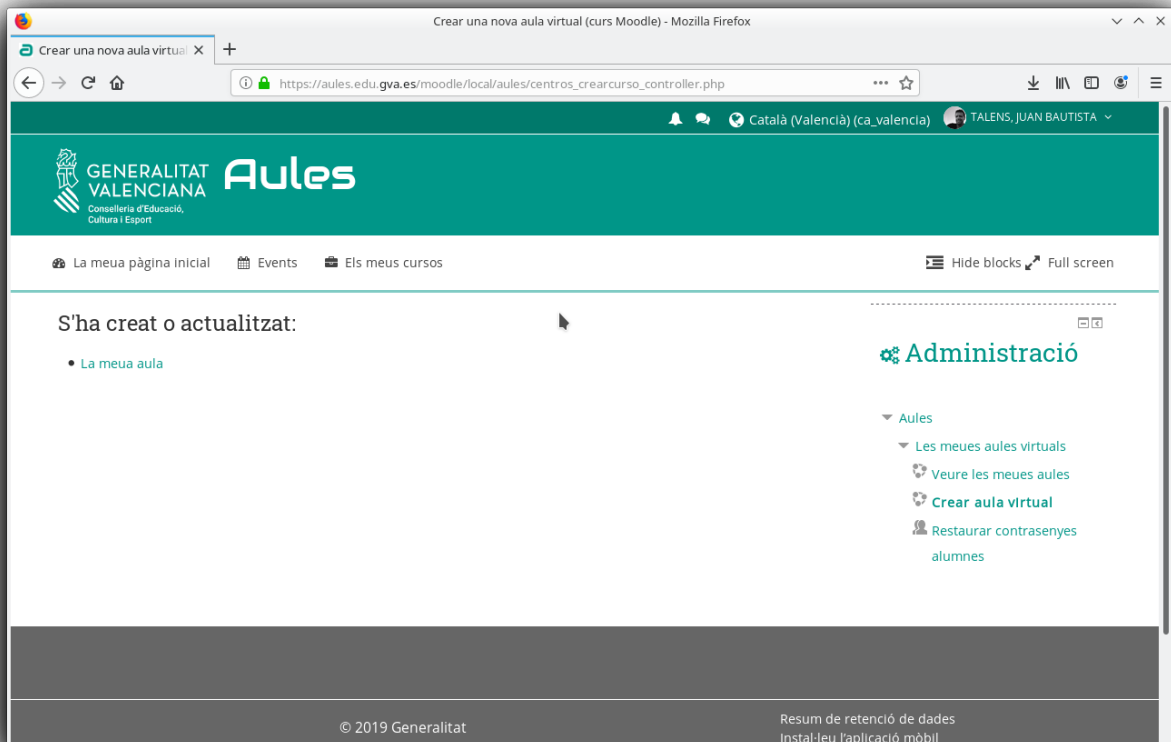 Crear una nova aula virtual (curs Moodle) - Mozilla Firefox
Crear una nova aula virtual
https://aules.edu.gva.es/moodle/local/aules/centros_crearcurso_controller.php
Català (Valencià) (ca_valencia) TALENS, JUAN BAUTISTA
GENERALITAT
VALENCIANA
Conselleria d'Educació,
Cultura i Esport
Aules
La meua pàgina inicial Events Els meus cursos Hide blocks Full screen
S'ha creat o actualitzat:
La meua aula
Administració
Aules
Les meues aules virtuals
Veure les meues aules
Crear aula virtual
Restaurar contrasenyes
alumnes
© 2019 Generalitat
Resum de retenció de dades
Instal·leu l'aplicació mòbil